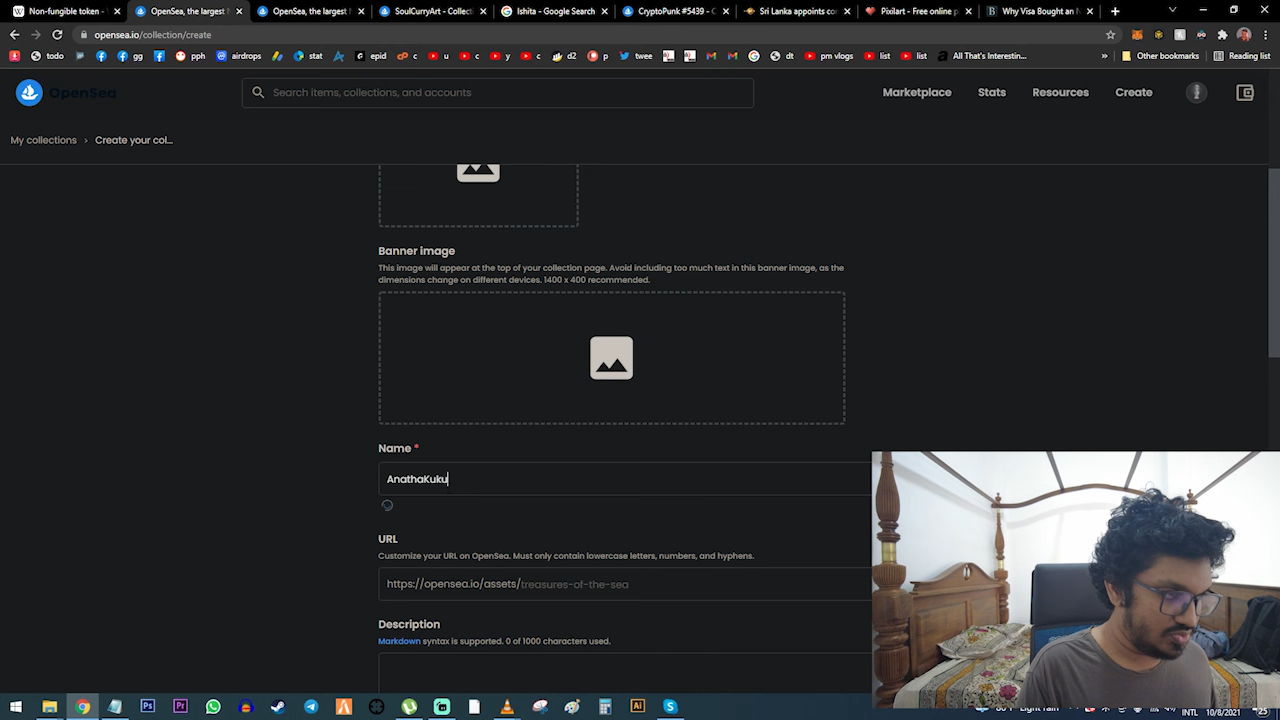 Non-fungible token -
OpenSea, the largest
OpenSea, the largest
SoulCurryArt - Collecti
Ishita - Google Search
CryptoPunk #5439 - C
Sri Lanka appoints co
Pixilart - Free online p
Why Visa Bought an
opensea.io/collection/create
todo
f
gg
pph
airdrops
stat
epid
c
u
c
y
c
d2
p
twee
dt
pm vlogs
list
list
All That's Interestin...
Other bookmarks
Reading list
OpenSea
Search items, collections, and accounts
Marketplace
Stats
Resources
Create
My collections > Create your col...
Banner image
This image will appear at the top of your collection page. Avoid including too much text in this banner image, as the
dimensions change on different devices. 1400 x 400 recommended.
Name *
AnathaKuku
URL
Customize your URL on OpenSea. Must only contain lowercase letters, numbers, and hyphens.
https://opensea.io/assets/treasures-of-the-sea
Description
Markdown syntax is supported. 0 of 1000 characters used.
INTL
10/8/2021